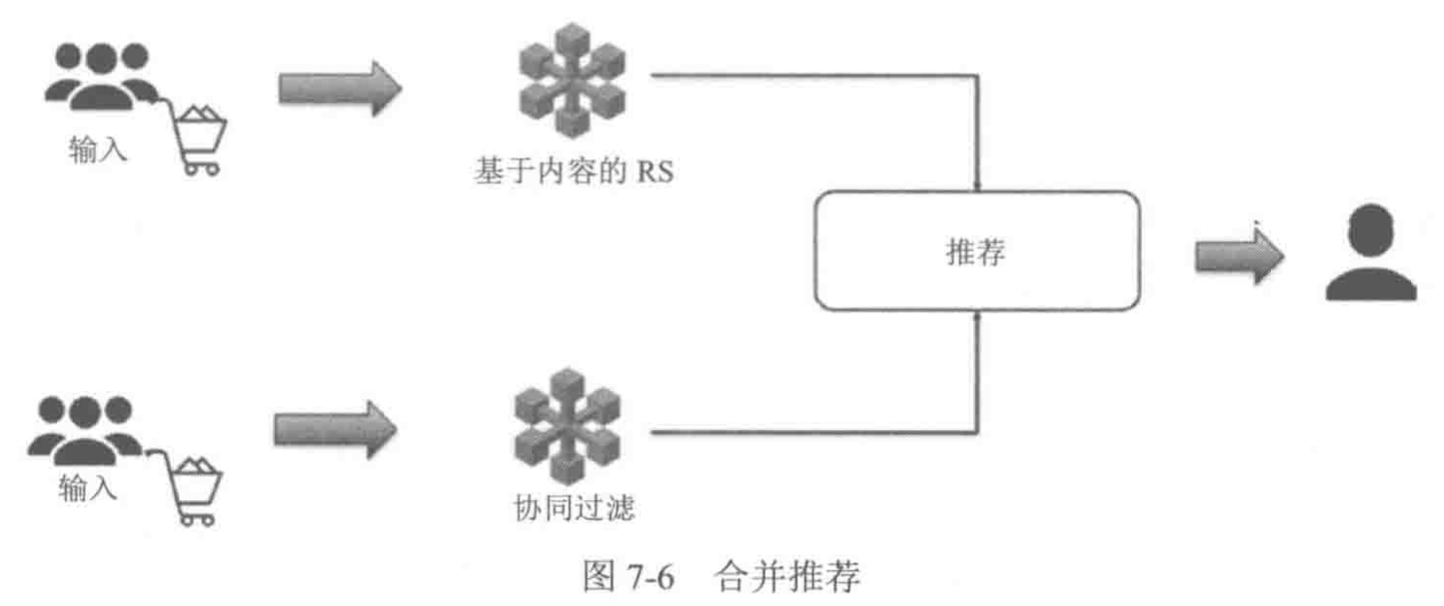 输入
基于内容的 RS
推荐
输入
协同过滤
图 7-6 合并推荐